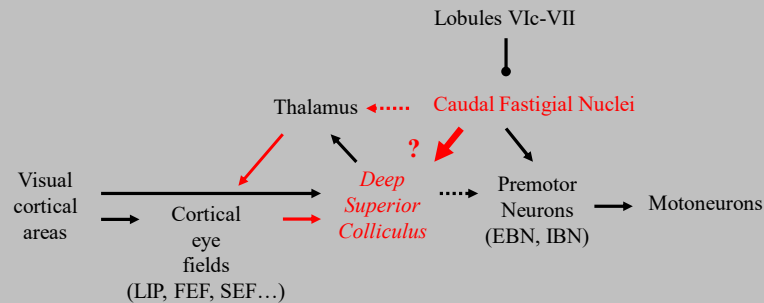 Lobules VIc-VII
Thalamus
Caudal Fastigial Nuclei
?
Visual
cortical
areas
Cortical
eye
fields
(LIP, FEF, SEF…)
Deep
Superior
Colliculus
Premotor
Neurons
(EBN, IBN)
Motoneurons